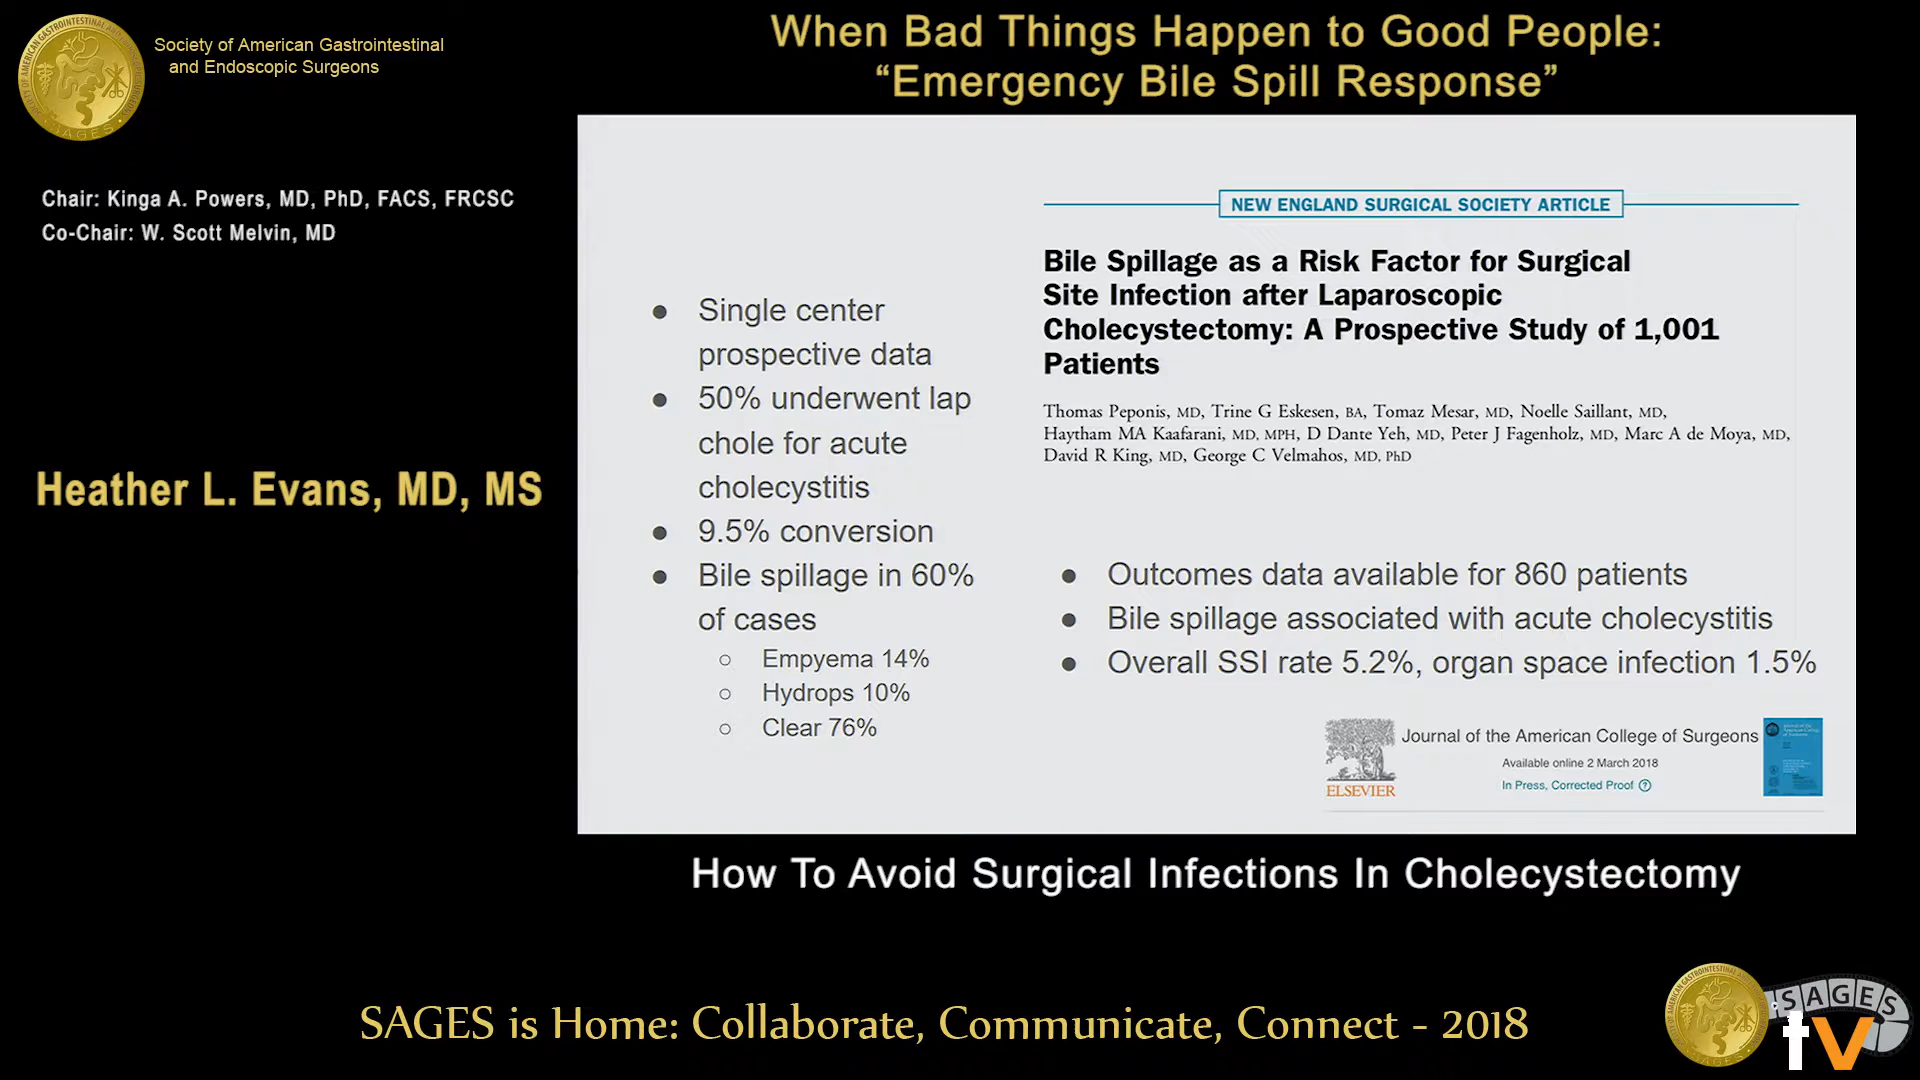 Society of American Gastrointestinal
and Endoscopic Surgeons
When Bad Things Happen to Good People:
“Emergency Bile Spill Response”
Chair: Kinga A. Powers, MD, PhD, FACS, FRCSC
Co-Chair: W. Scott Melvin, MD
Heather L. Evans, MD, MS
● Single center
prospective data
● 50% underwent lap
chole for acute
cholecystitis
● 9.5% conversion
● Bile spillage in 60%
of cases
○ Empyema 14%
○ Hydrops 10%
○ Clear 76%
NEW ENGLAND SURGICAL SOCIETY ARTICLE
Bile Spillage as a Risk Factor for Surgical
Site Infection after Laparoscopic
Cholecystectomy: A Prospective Study of 1,001
Patients
Thomas Peponis, MD, Trine G Eskesen, BA, Tomaz Mesar, MD, Noelle Saillant, MD,
Haytham MA Kaafarani, MD, MPH, D Dante Yeh, MD, Peter J Fagenholz, MD, Marc A de Moya, MD,
David R King, MD, George C Velmahos, MD, PhD
● Outcomes data available for 860 patients
● Bile spillage associated with acute cholecystitis
● Overall SSI rate 5.2%, organ space infection 1.5%
ELSEVIER
Journal of the American College of Surgeons
Available online 2 March 2018
In Press, Corrected Proof ?
How To Avoid Surgical Infections In Cholecystectomy
SAGES is Home: Collaborate, Communicate, Connect - 2018
SAGES
tv